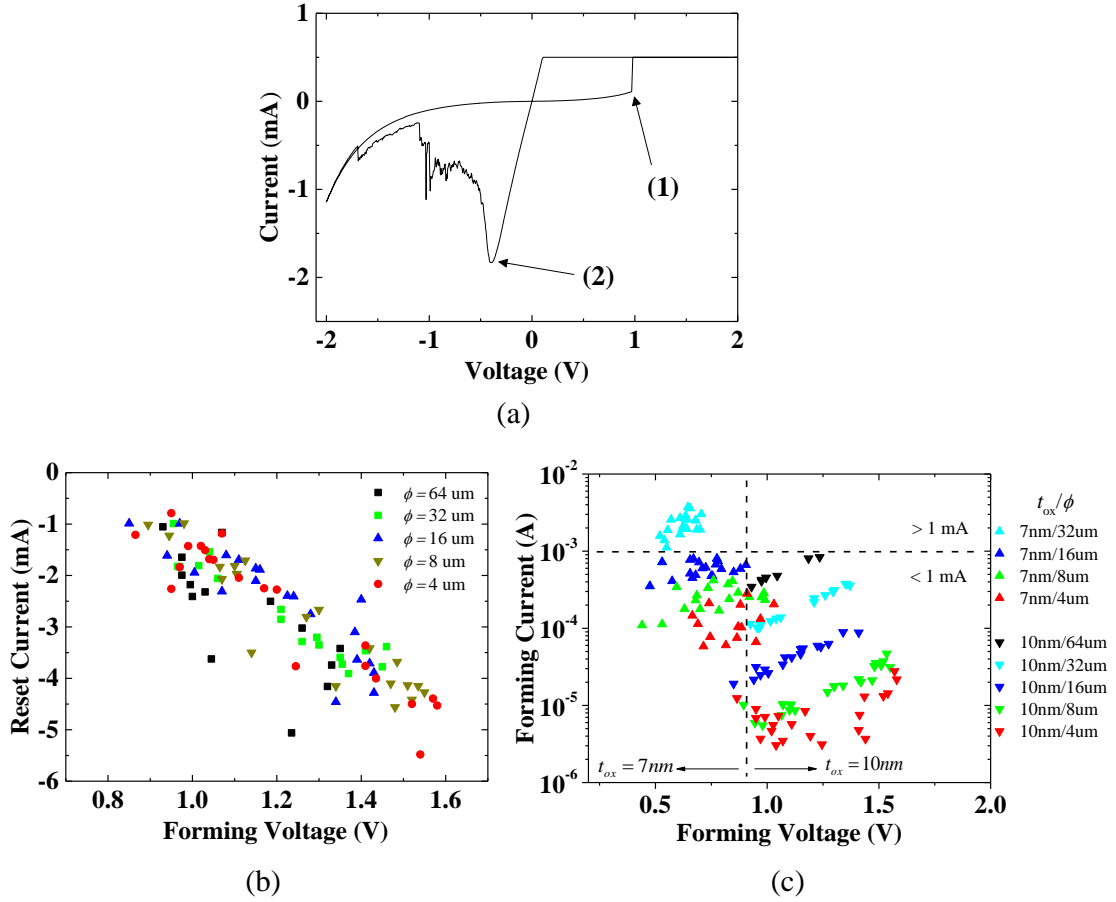 1
0
-1
-2
Current (mA)
(1)
(2)
-2 -1 0 1 2
Voltage (V)
(a)
0
-1
-2
-3
-4
-5
-6
Reset Current (mA)
ϕ = 64 um
ϕ = 32 um
ϕ = 16 um
ϕ = 8 um
ϕ = 4 um
0.8 1.0 1.2 1.4 1.6
Forming Voltage (V)
(b)
10^-2
10^-3
10^-4
10^-5
10^-6
Forming Current (A)
> 1 mA
< 1 mA
t_ox = 7nm
t_ox = 10nm
0.5 1.0 1.5 2.0
Forming Voltage (V)
t_ox/ϕ
7nm/32um
7nm/16um
7nm/8um
7nm/4um
10nm/64um
10nm/32um
10nm/16um
10nm/8um
10nm/4um
(c)